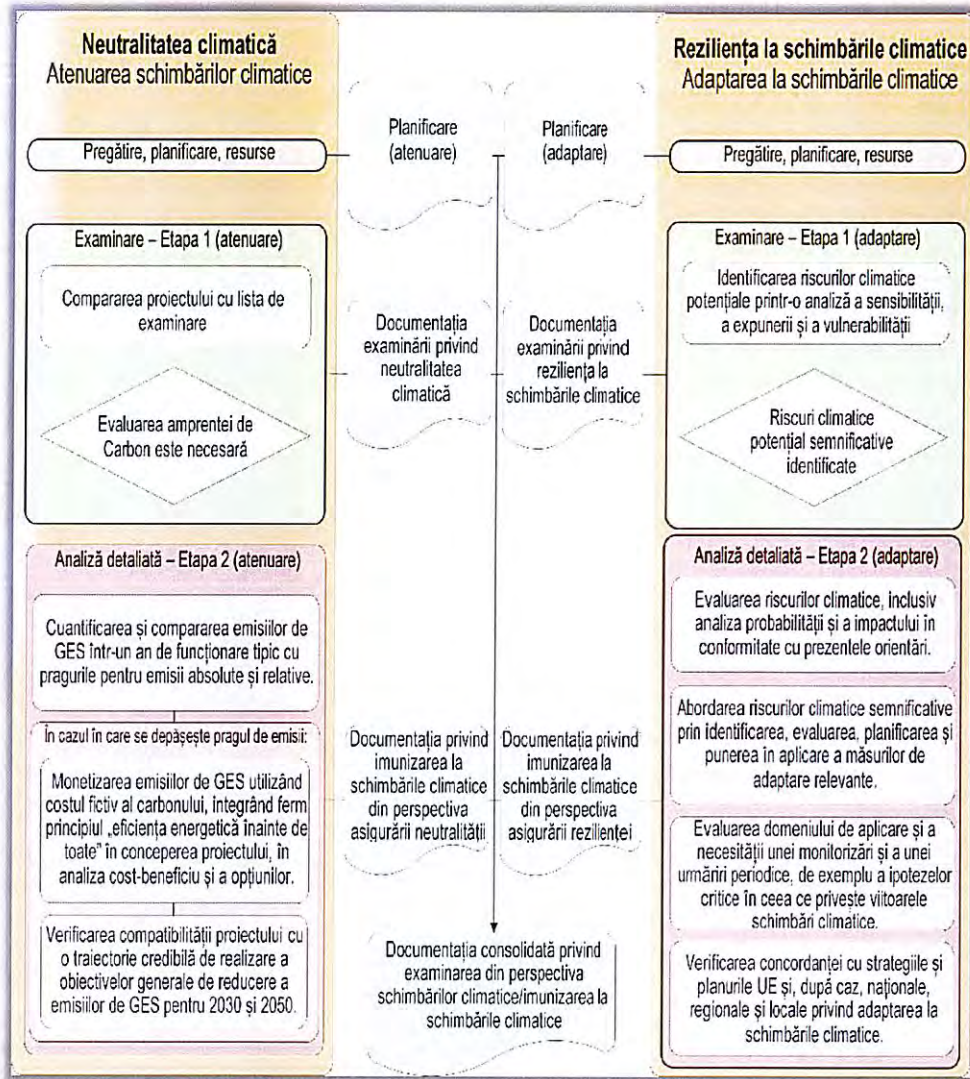 Neutralitatea climatică
Atenuarea schimbărilor climatice
Pregătire, planificare, resurse
Examinare – Etapa 1 (atenuare)
Compararea proiectului cu lista de
examinare
Evaluarea amprentei de
Carbon este necesară
Analiză detaliată – Etapa 2 (atenuare)
Cuantificarea și compararea emisiilor de
GES într-un an de funcționare tipic cu
pragurile pentru emisii absolute și relative.
În cazul în care se depășește pragul de emisii:
Monetizarea emisiilor de GES utilizând
costul fictiv al carbonului, integrând ferm
principiul „eficiența energetică înainte de
toate” în conceperea proiectului, în
analiza cost-beneficiu și a opțiunilor.
Verificarea compatibilității proiectului cu
o traiectorie credibilă de realizare a
obiectivelor generale de reducere a
emisiilor de GES pentru 2030 și 2050.
Planificare
(atenuare)
Documentația
examinării privind
neutralitatea
climatică
Documentația privind
imunizarea la
schimbările climatice
din perspectiva
asigurării neutralității
Planificare
(adaptare)
Documentația
examinării privind
reziliența la
schimbările climatice
Documentația privind
imunizarea la
schimbările climatice
din perspectiva
asigurării rezilienței
Documentația consolidată privind
examinarea din perspectiva
schimbărilor climatice/imunizarea la
schimbările climatice
Reziliența la schimbările climatice
Adaptarea la schimbările climatice
Pregătire, planificare, resurse
Examinare – Etapa 1 (adaptare)
Identificarea riscurilor climatice
potențiale printr-o analiză a sensibilității,
a expunerii și a vulnerabilității
Riscuri climatice
potențial semnificative
identificate
Analiză detaliată – Etapa 2 (adaptare)
Evaluarea riscurilor climatice, inclusiv
analiza probabilității și a impactului în
conformitate cu prezentele orientări.
Abordarea riscurilor climatice semnificative
prin identificarea, evaluarea, planificarea și
punerea în aplicare a măsurilor de
adaptare relevante.
Evaluarea domeniului de aplicare și a
necesității unei monitorizări și a unei
urmăriri periodice, de exemplu a ipotezelor
critice în ceea ce privește viitoarele
schimbări climatice.
Verificarea concordanței cu strategiile și
planurile UE și, după caz, naționale,
regionale și locale privind adaptarea la
schimbările climatice.